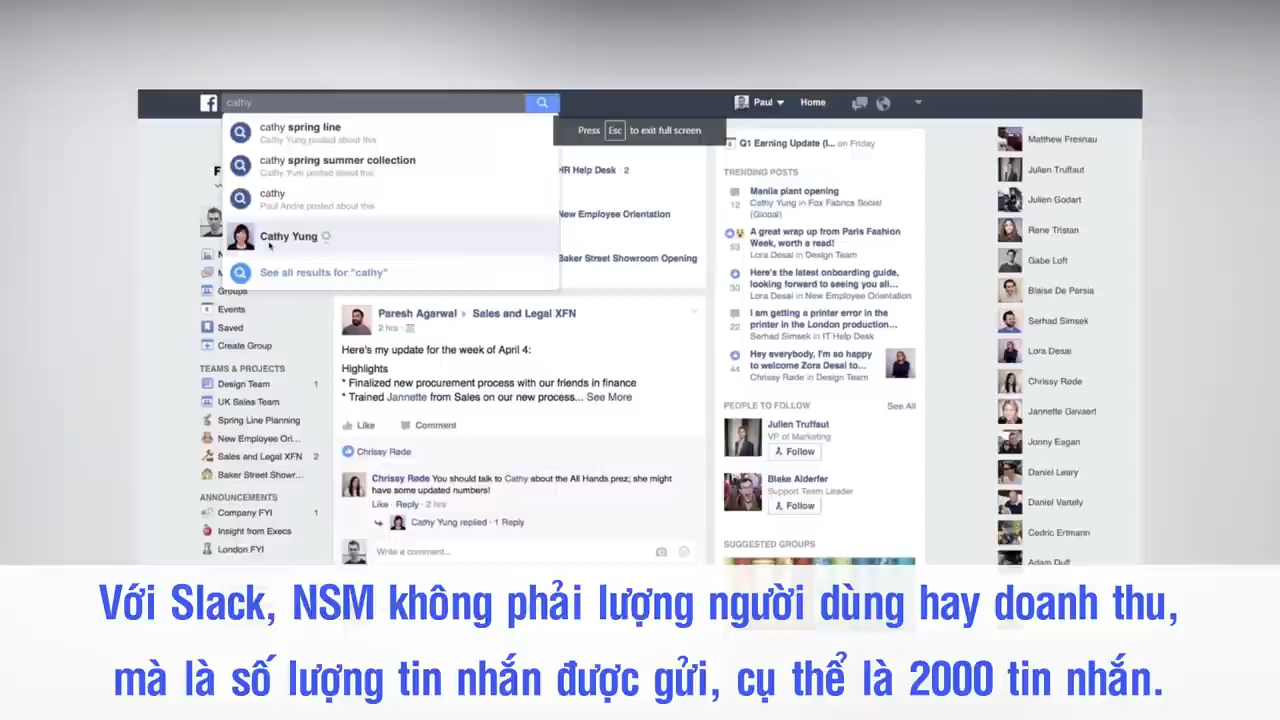 cathy
Paul
Home
Press Esc to exit full screen
cathy spring line
Cathy Yung posted about this
cathy spring summer collection
Cathy Yum posted about this
cathy
Paul Andre posted about this
Cathy Yung
See all results for "cathy"
Groups
Events
Saved
Create Group
TEAMS & PROJECTS
Design Team 1
UK Sales Team
Spring Line Planning
New Employee Ori...
Sales and Legal XFN 2
Baker Street Showr...
ANNOUNCEMENTS
Company FYI 1
Insight from Execs
London FYI
HR Help Desk 2
New Employee Orientation
Baker Street Showroom Opening
Paresh Agarwal Sales and Legal XFN
2 hrs ·
Here's my update for the week of April 4:
Highlights
* Finalized new procurement process with our friends in finance
* Trained Jannette from Sales on our new process... See More
Like Comment
Chrissy Røde
Chrissy Røde You should talk to Cathy about the All Hands prez; she might
have some updated numbers!
Like · Reply · 2 hrs
Cathy Yung replied · 1 Reply
Write a comment...
Q1 Earning Update (I... on Friday
TRENDING POSTS
Manila plant opening
12 Cathy Yung in Fox Fabrics Social
(Global)
A great wrap up from Paris Fashion
53 Week, worth a read!
Lora Desai in Design Team
Here's the latest onboarding guide,
30 looking forward to seeing you all...
Lora Desai in New Employee Orientation
I am getting a printer error in the
22 printer in the London production...
Serhad Simsek in IT Help Desk
Hey everybody, I'm so happy
44 to welcome Zora Desai to...
Chrissy Røde in Design Team
PEOPLE TO FOLLOW See All
Julien Truffaut
VP of Marketing
Follow
Blake Alderfer
Support Team Leader
Follow
SUGGESTED GROUPS
Matthew Fresnau
Julien Truffaut
Julien Godart
Rene Tristan
Gabe Loft
Blaise De Persia
Serhad Simsek
Lora Desai
Chrissy Røde
Jannette Gevaert
Jonny Eagan
Daniel Leary
Daniel Vartely
Cedric Ertmann
Adam Duff
Với Slack, NSM không phải lượng người dùng hay doanh thu,
mà là số lượng tin nhắn được gửi, cụ thể là 2000 tin nhắn.